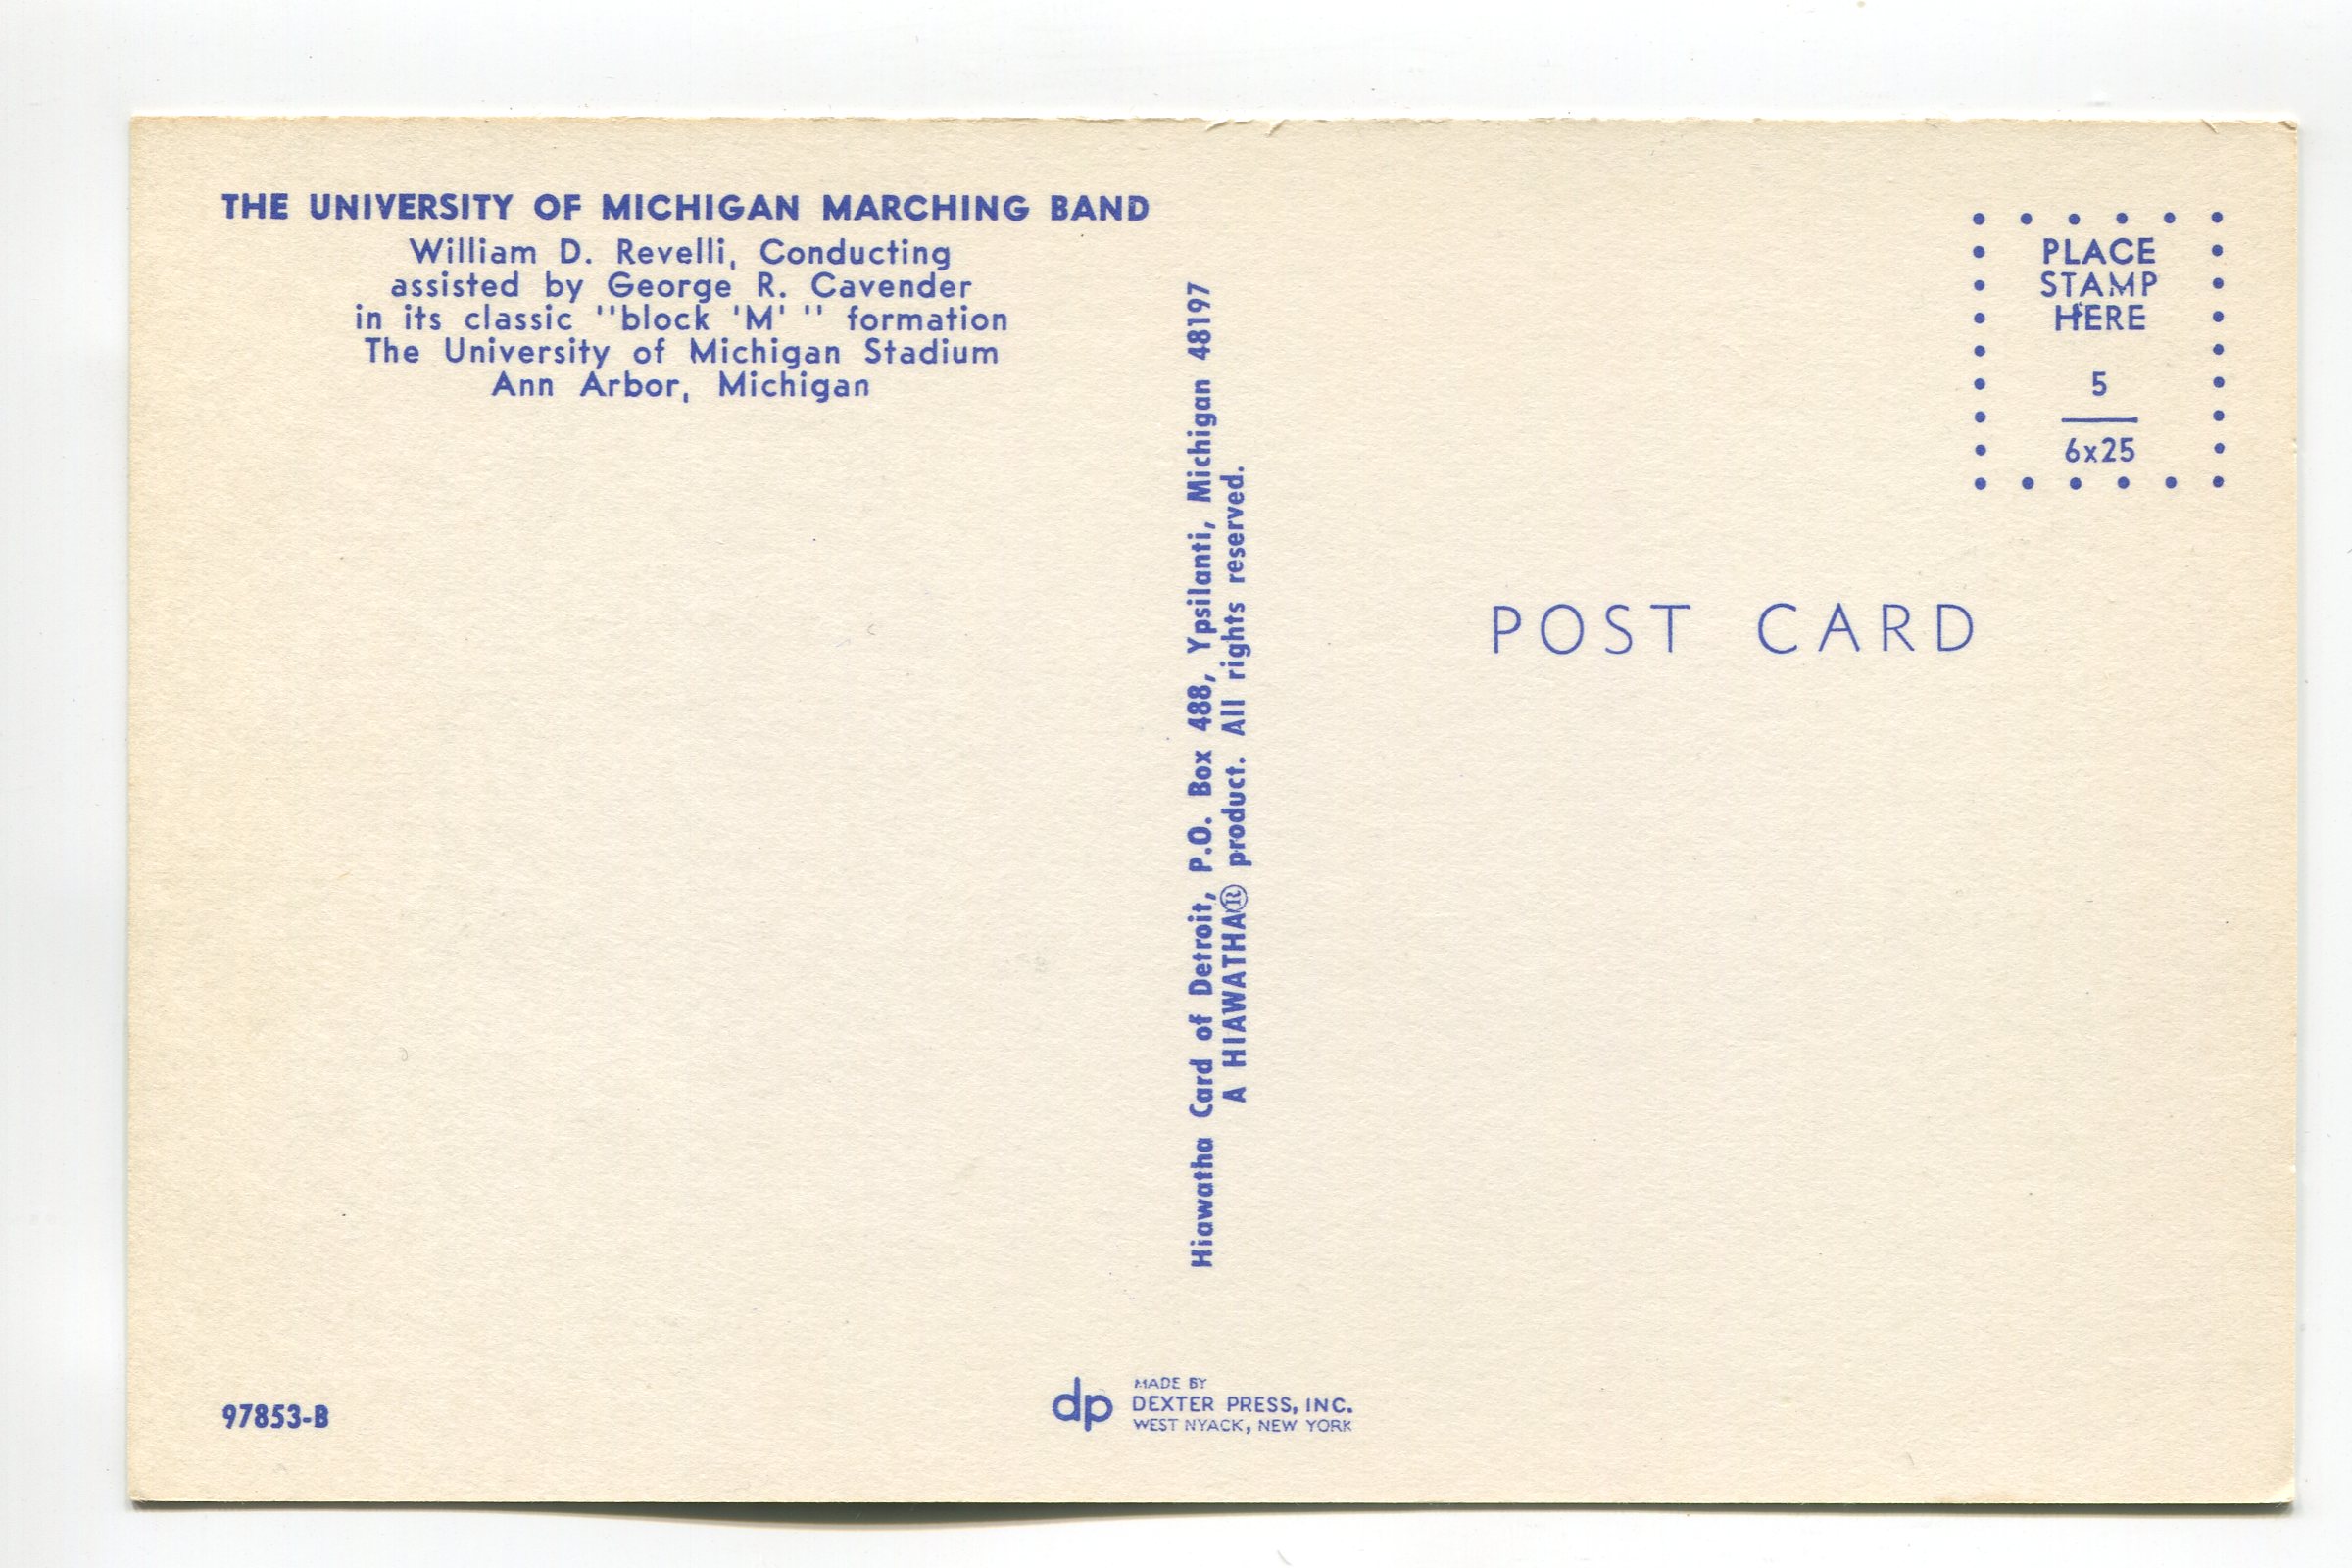 THE UNIVERSITY OF MICHIGAN MARCHING BAND
William D. Revelli, Conducting
assisted by George R. Cavender
in its classic "block 'M' " formation
The University of Michigan Stadium
Ann Arbor, Michigan
Hiawatha Card of Detroit, P.O. Box 488, Ypsilanti, Michigan 48197
A HIAWATHA® product. All rights reserved.
PLACE
STAMP
HERE
5
6x25
POST CARD
97853-B
dp
MADE BY
DEXTER PRESS, INC.
WEST NYACK, NEW YORK